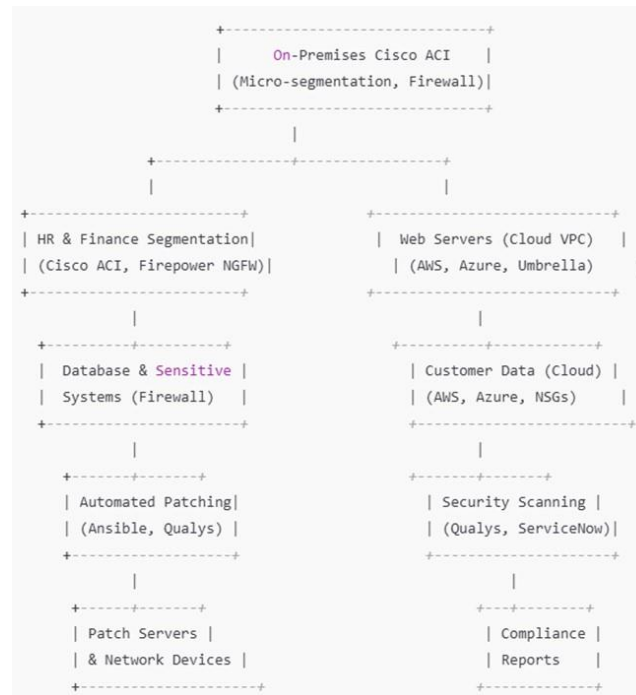 On-Premises Cisco ACI
(Micro-segmentation, Firewall)
HR & Finance Segmentation
(Cisco ACI, Firepower NGFW)
Web Servers (Cloud VPC)
(AWS, Azure, Umbrella)
Database & Sensitive
Systems (Firewall)
Customer Data (Cloud)
(AWS, Azure, NSGs)
Automated Patching
(Ansible, Qualys)
Security Scanning
(Qualys, ServiceNow)
Patch Servers
& Network Devices
Compliance
Reports